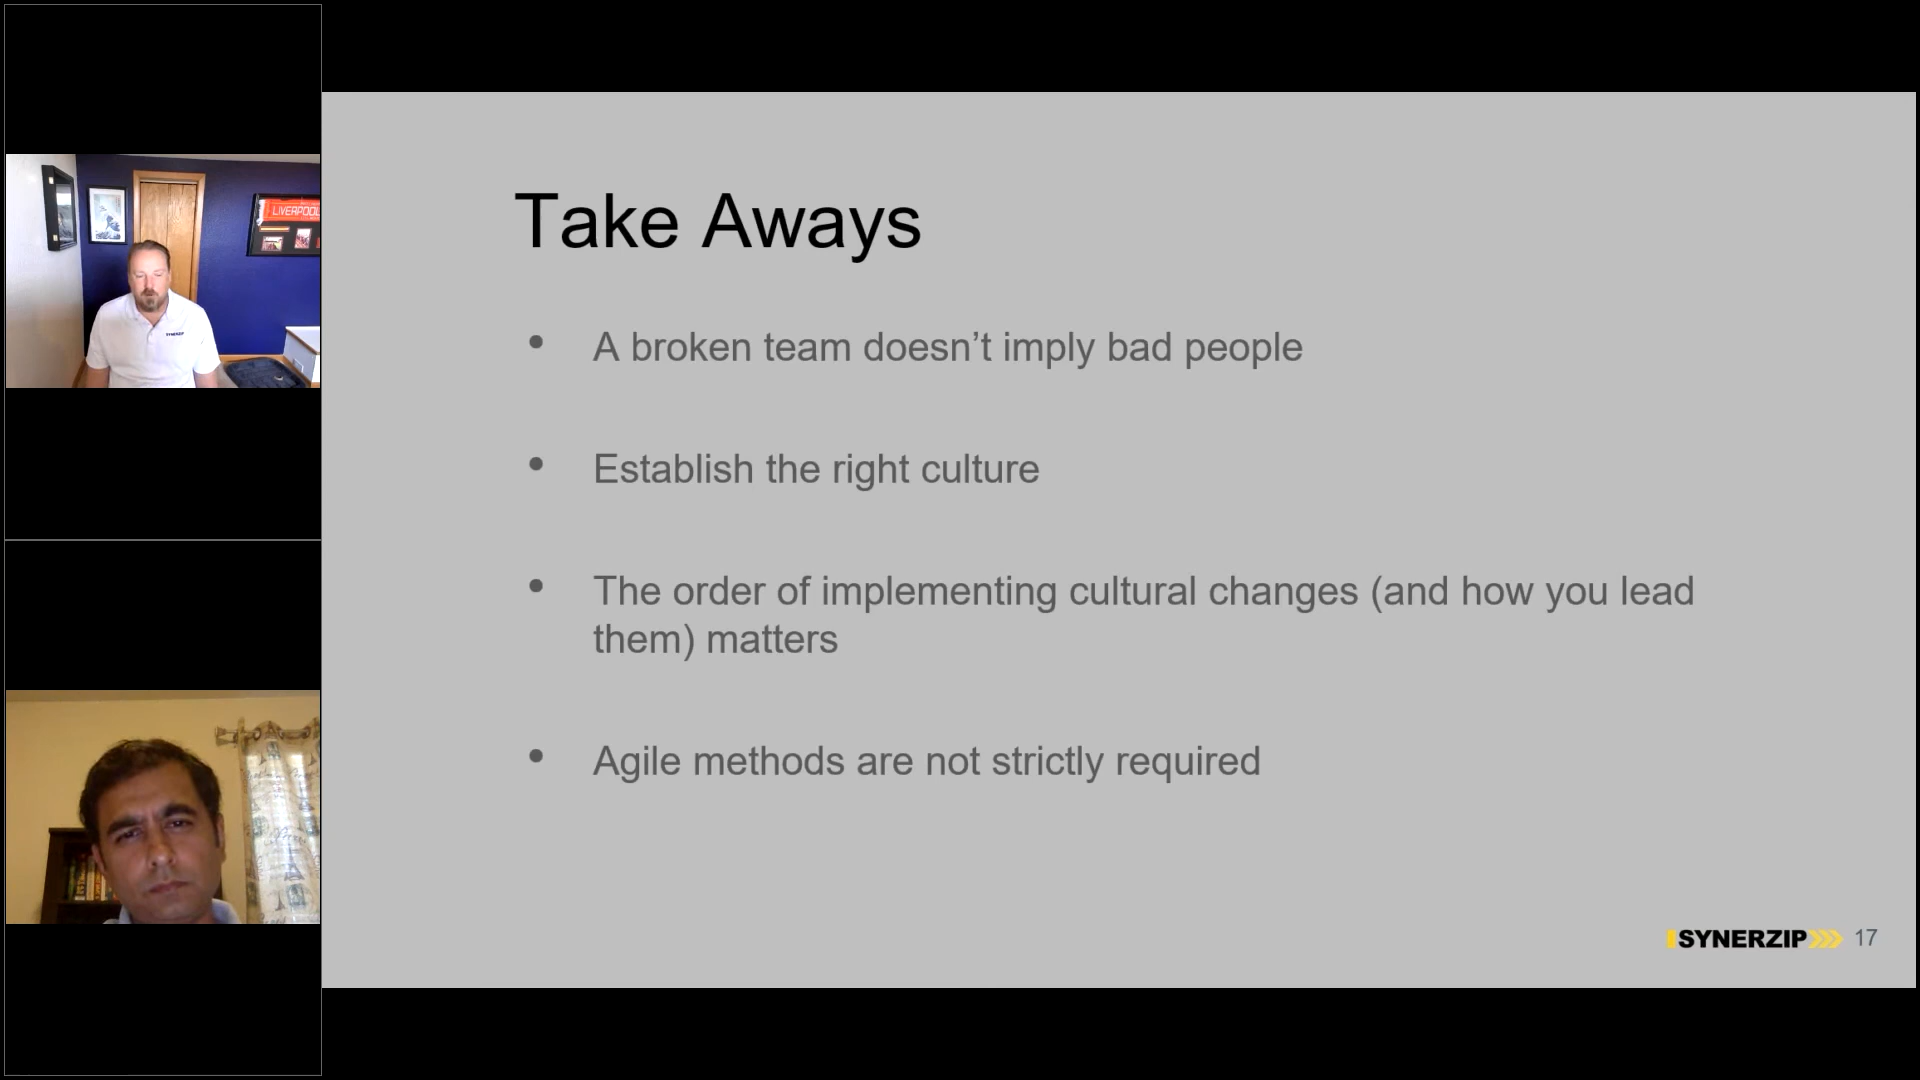 LIVERPOOL
SYNERZIP
Take Aways
• A broken team doesn’t imply bad people
• Establish the right culture
• The order of implementing cultural changes (and how you lead
them) matters
• Agile methods are not strictly required
SYNERZIP 17